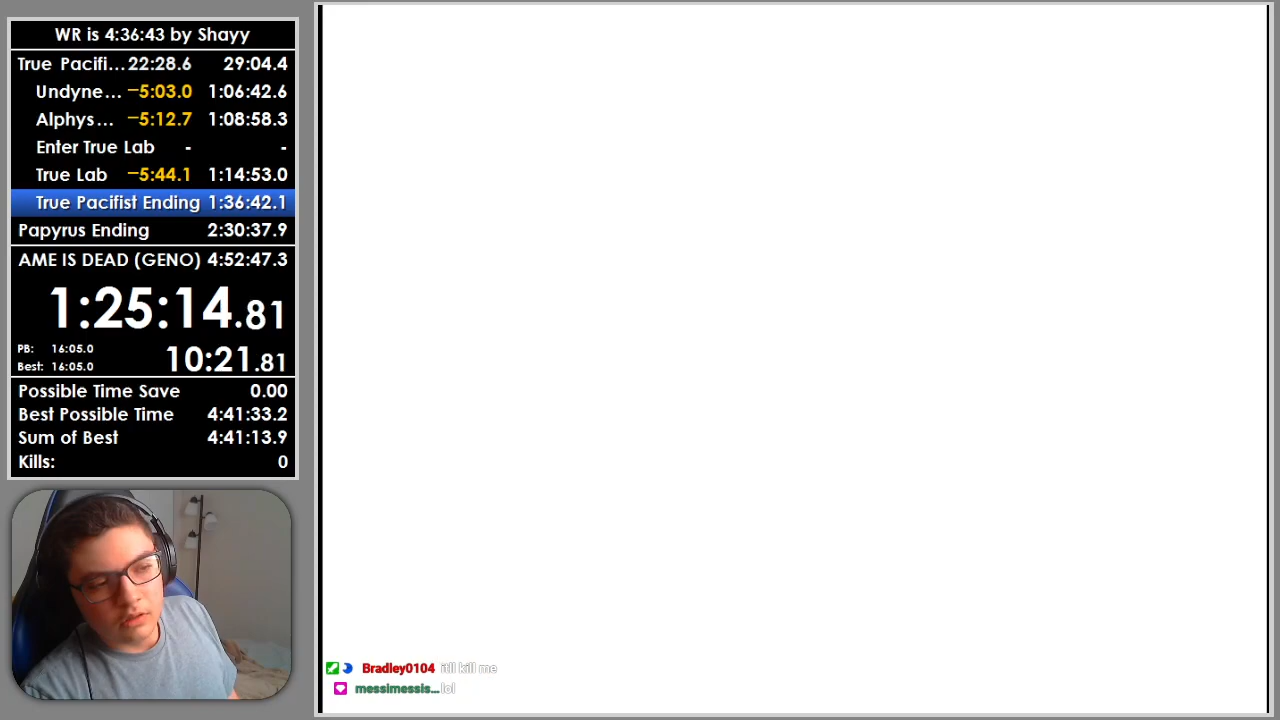 WR is 4:36:43 by Shayy
True Pacifi... 22:28.6 29:04.4
Undyne... −5:03.0 1:06:42.6
Alphys ... −5:12.7 1:08:58.3
Enter True Lab - -
True Lab −5:44.1 1:14:53.0
True Pacifist Ending 1:36:42.1
Papyrus Ending 2:30:37.9
AME IS DEAD (GENO) 4:52:47.3
1:25:14.81
PB: 16:05.0
Best: 16:05.0
10:21.81
Possible Time Save 0.00
Best Possible Time 4:41:33.2
Sum of Best 4:41:13.9
Kills: 0
Bradley0104 itll kill me
messimessis... lol